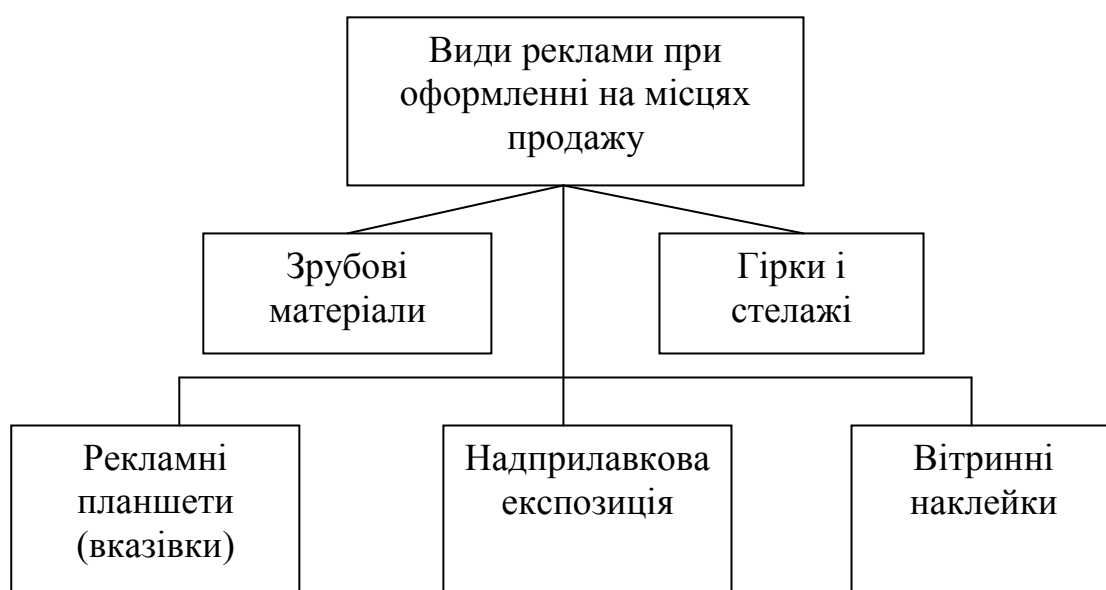 Види реклами при
оформленні на місцях
продажу
Зрубові
матеріали
Гірки і
стелажі
Рекламні
планшети
(вказівки)
Надприлавкова
експозиція
Вітринні
наклейки